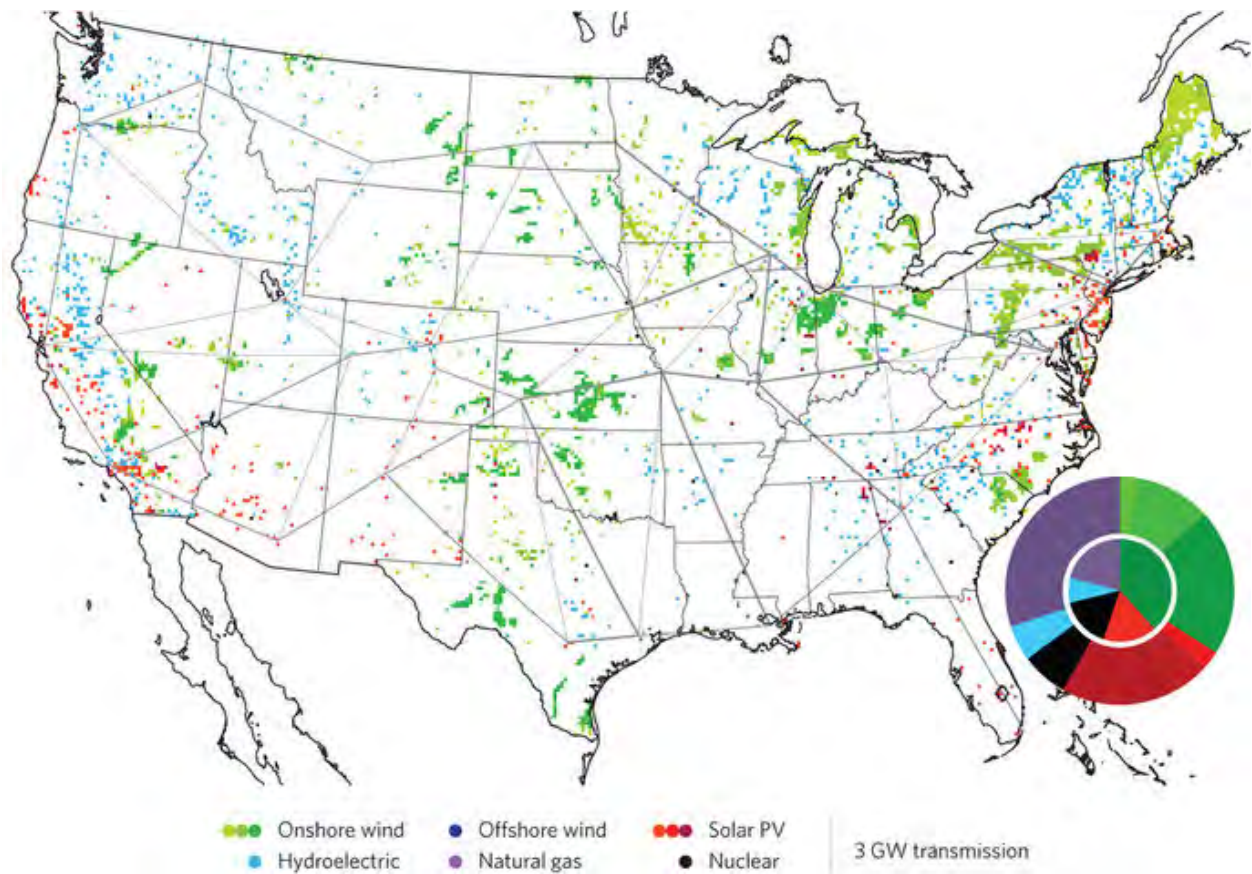 Onshore wind Offshore wind Solar PV
Hydroelectric Natural gas Nuclear
3 GW transmission